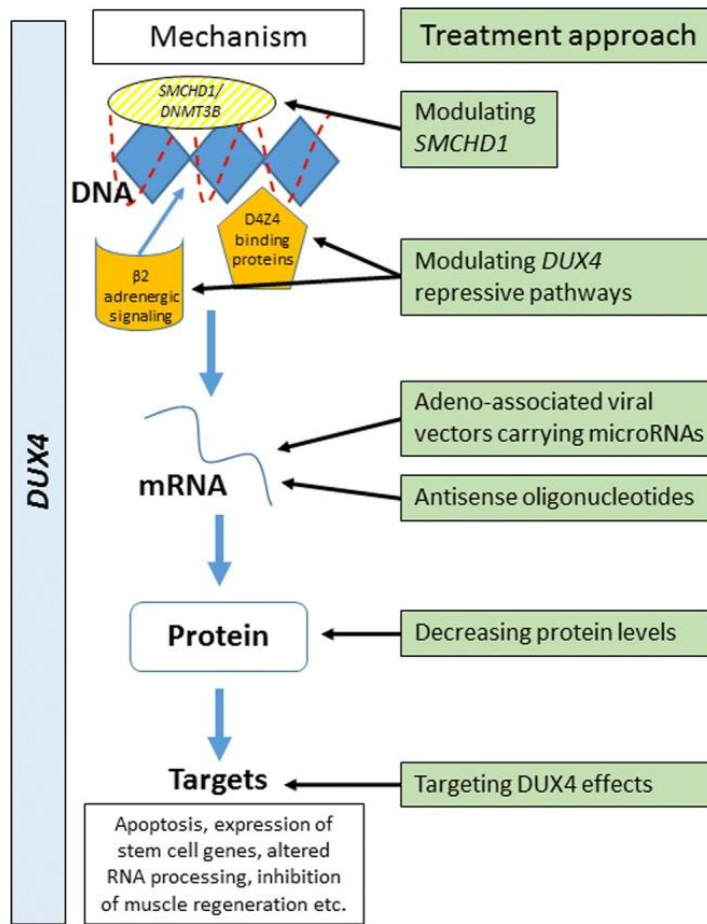 Mechanism
Treatment approach
SMCHD1/
DNMT3B
Modulating
SMCHD1
DNA
D4Z4
binding
proteins
β2
adrenergic
signaling
Modulating DUX4
repressive pathways
DUX4
Adeno-associated viral
vectors carrying microRNAs
mRNA
Antisense oligonucleotides
Protein
Decreasing protein levels
Targets
Targeting DUX4 effects
Apoptosis, expression of
stem cell genes, altered
RNA processing, inhibition
of muscle regeneration etc.